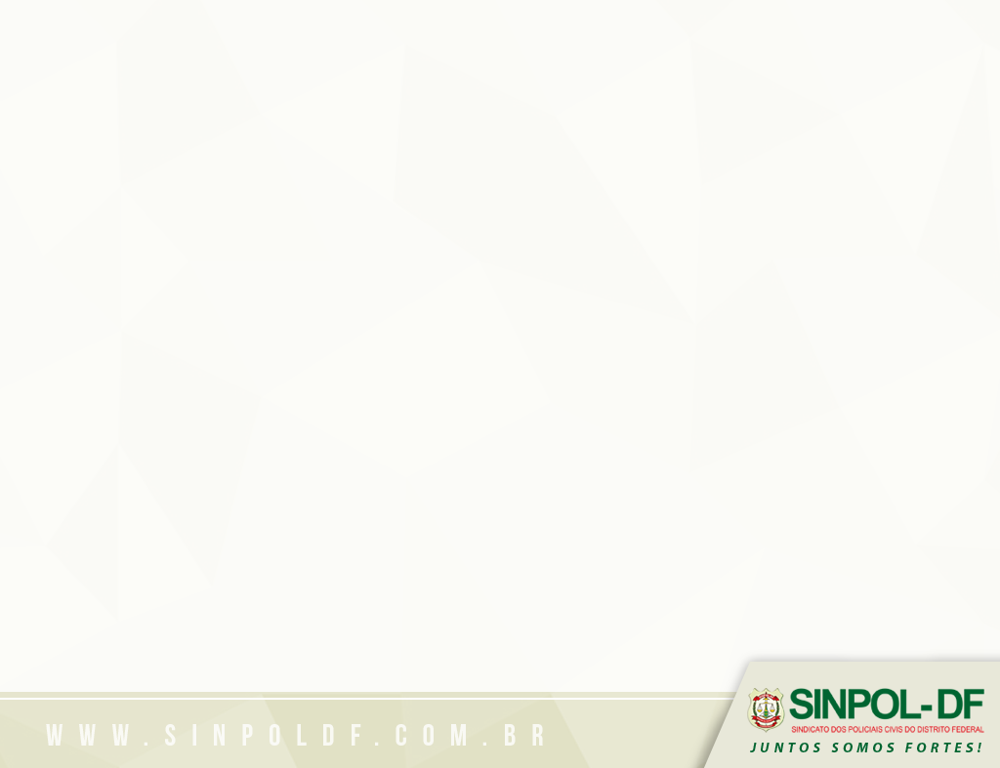 WWW.SINPOLDF.COM.BR
SINPOL-DF
SINDICATO DOS POLICIAIS CIVIS DO DISTRITO FEDERAL
JUNTOS SOMOS FORTES!